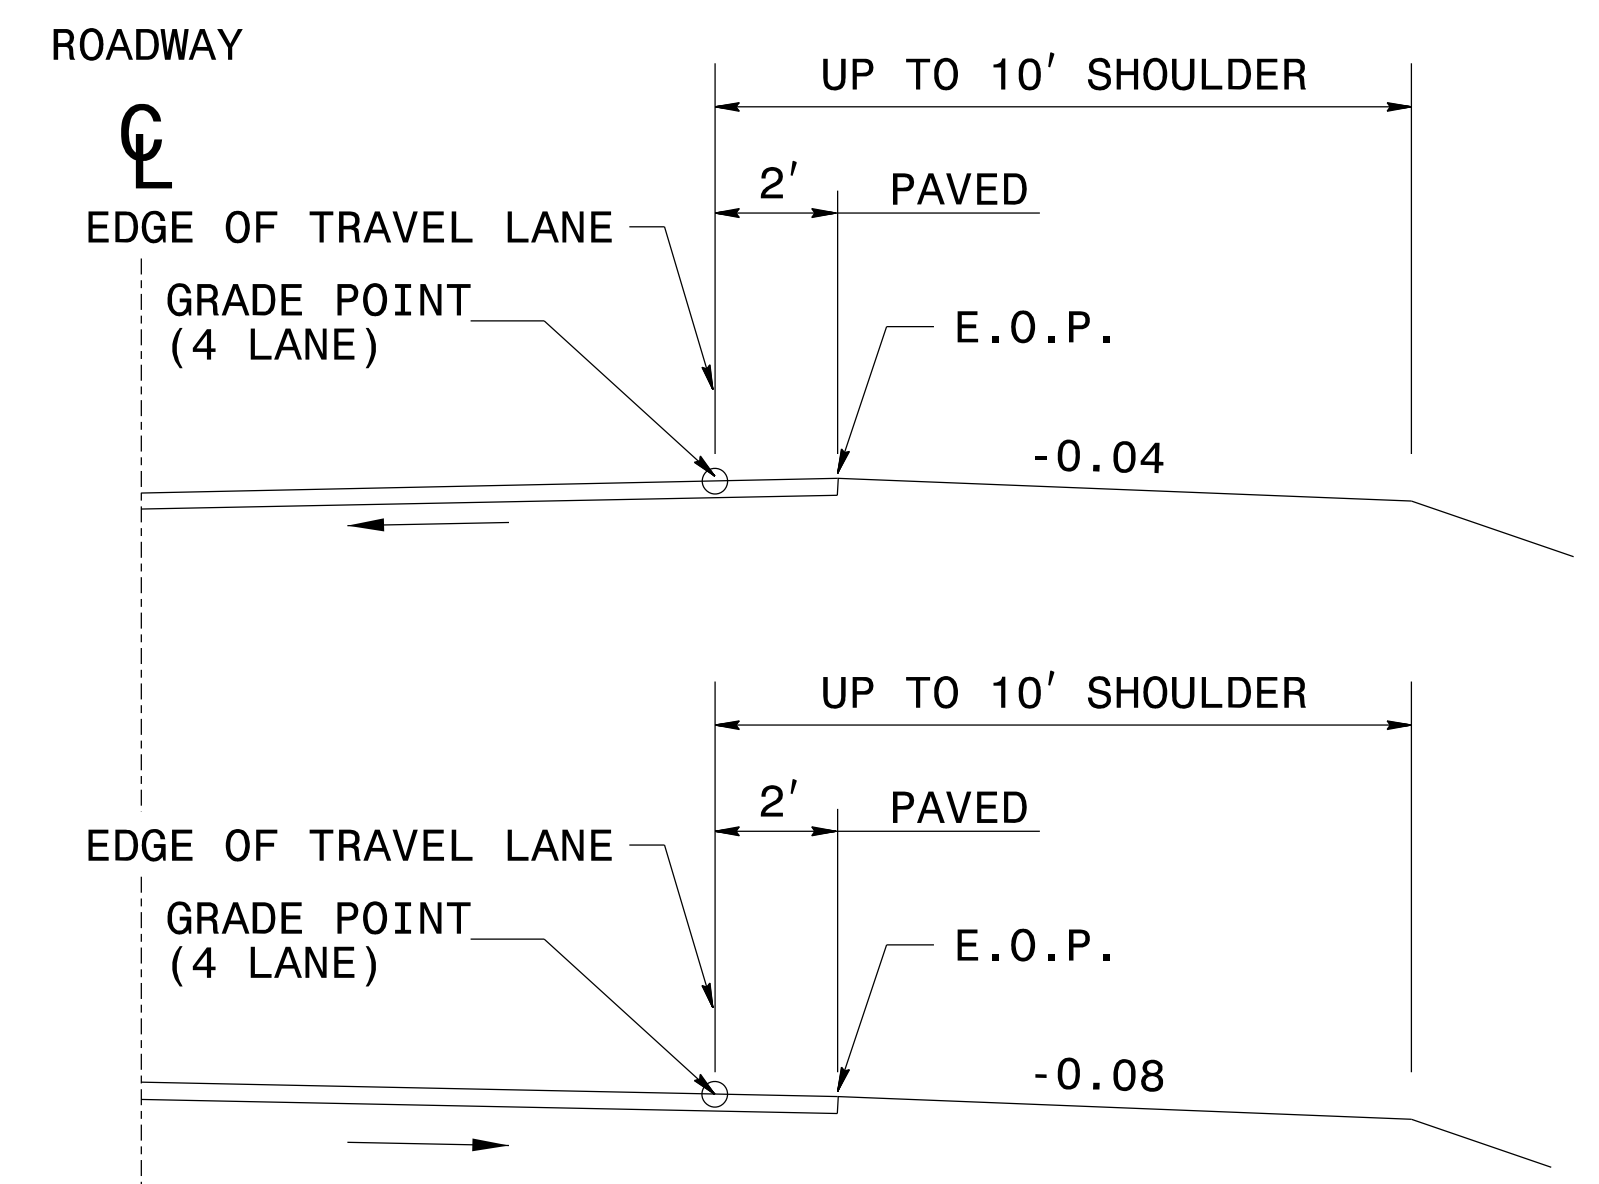 ROADWAY
UP TO 10' SHOULDER
℄
2' PAVED
EDGE OF TRAVEL LANE
GRADE POINT
(4 LANE)
E.O.P.
-0.04
UP TO 10' SHOULDER
2' PAVED
EDGE OF TRAVEL LANE
GRADE POINT
(4 LANE)
E.O.P.
-0.08